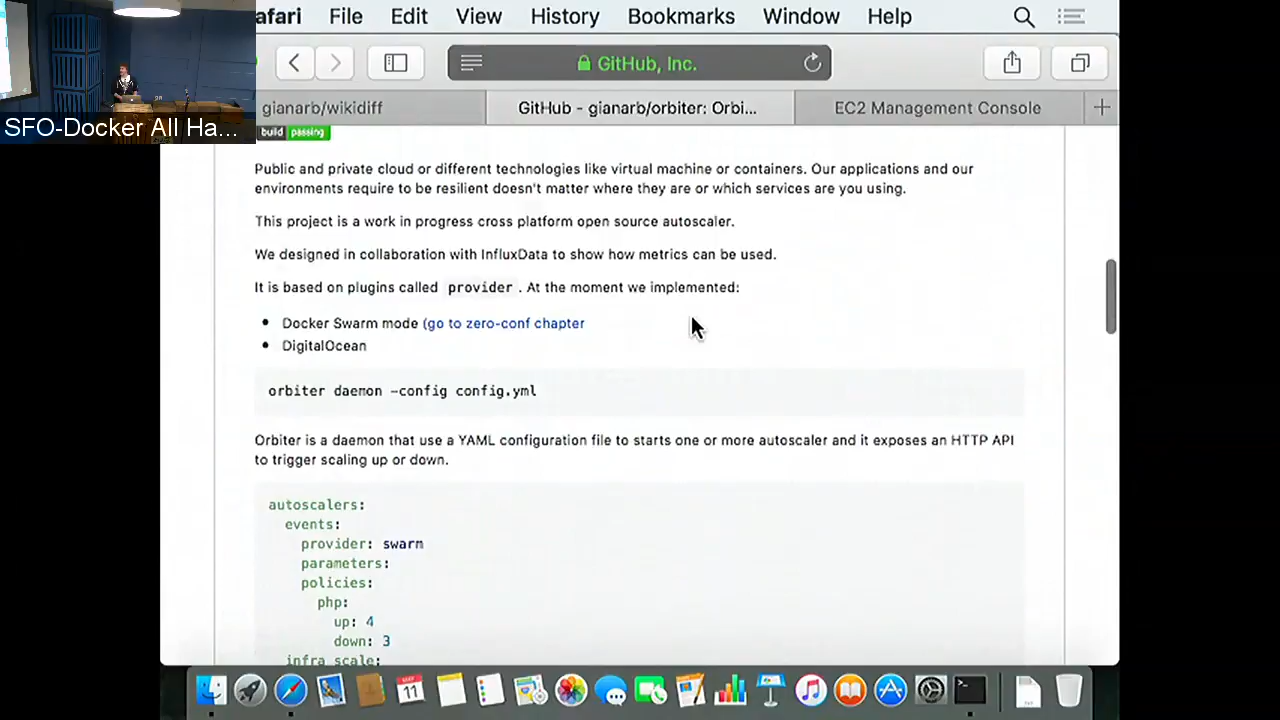 afari File Edit View History Bookmarks Window Help
GitHub, Inc.
SFO-Docker All Ha...
gianarb/wikidiff
GitHub - gianarb/orbiter: Orbi...
EC2 Management Console
build passing
Public and private cloud or different technologies like virtual machine or containers. Our applications and our
environments require to be resilient doesn't matter where they are or which services are you using.
This project is a work in progress cross platform open source autoscaler.
We designed in collaboration with InfluxData to show how metrics can be used.
It is based on plugins called provider . At the moment we implemented:
• Docker Swarm mode (go to zero-conf chapter
• DigitalOcean
orbiter daemon -config config.yml
Orbiter is a daemon that use a YAML configuration file to starts one or more autoscaler and it exposes an HTTP API
to trigger scaling up or down.
autoscalers:
events:
provider: swarm
parameters:
policies:
php:
up: 4
down: 3
infra_scale:
MAY
11